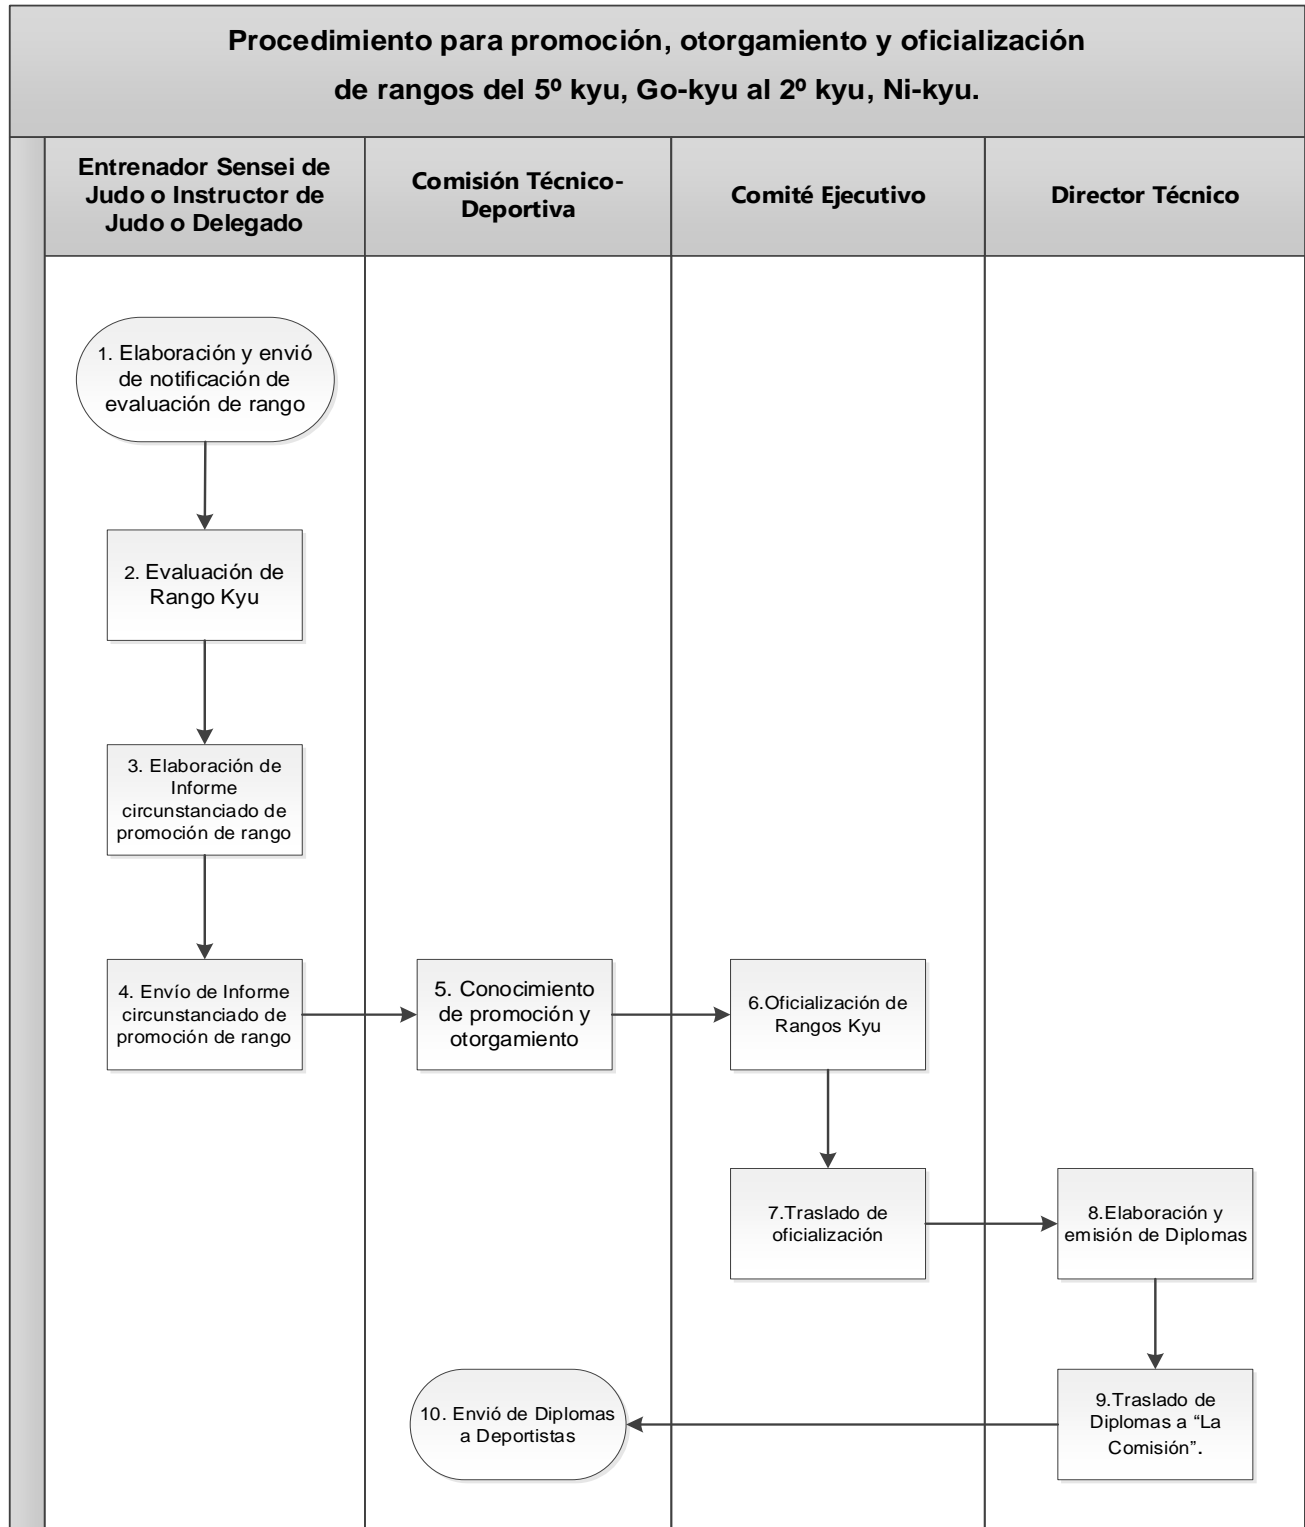 Procedimiento para promoción, otorgamiento y oficialización
de rangos del 5º kyu, Go-kyu al 2º kyu, Ni-kyu.
Entrenador Sensei de
Judo o Instructor de
Judo o Delegado
Comisión Técnico-
Deportiva
Comité Ejecutivo
Director Técnico
1. Elaboración y envió
de notificación de
evaluación de rango
2. Evaluación de
Rango Kyu
3. Elaboración de
Informe
circunstanciado de
promoción de rango
4. Envío de Informe
circunstanciado de
promoción de rango
5. Conocimiento
de promoción y
otorgamiento
6.Oficialización de
Rangos Kyu
7.Traslado de
oficialización
8.Elaboración y
emisión de Diplomas
9.Traslado de
Diplomas a “La
Comisión”.
10. Envió de Diplomas
a Deportistas